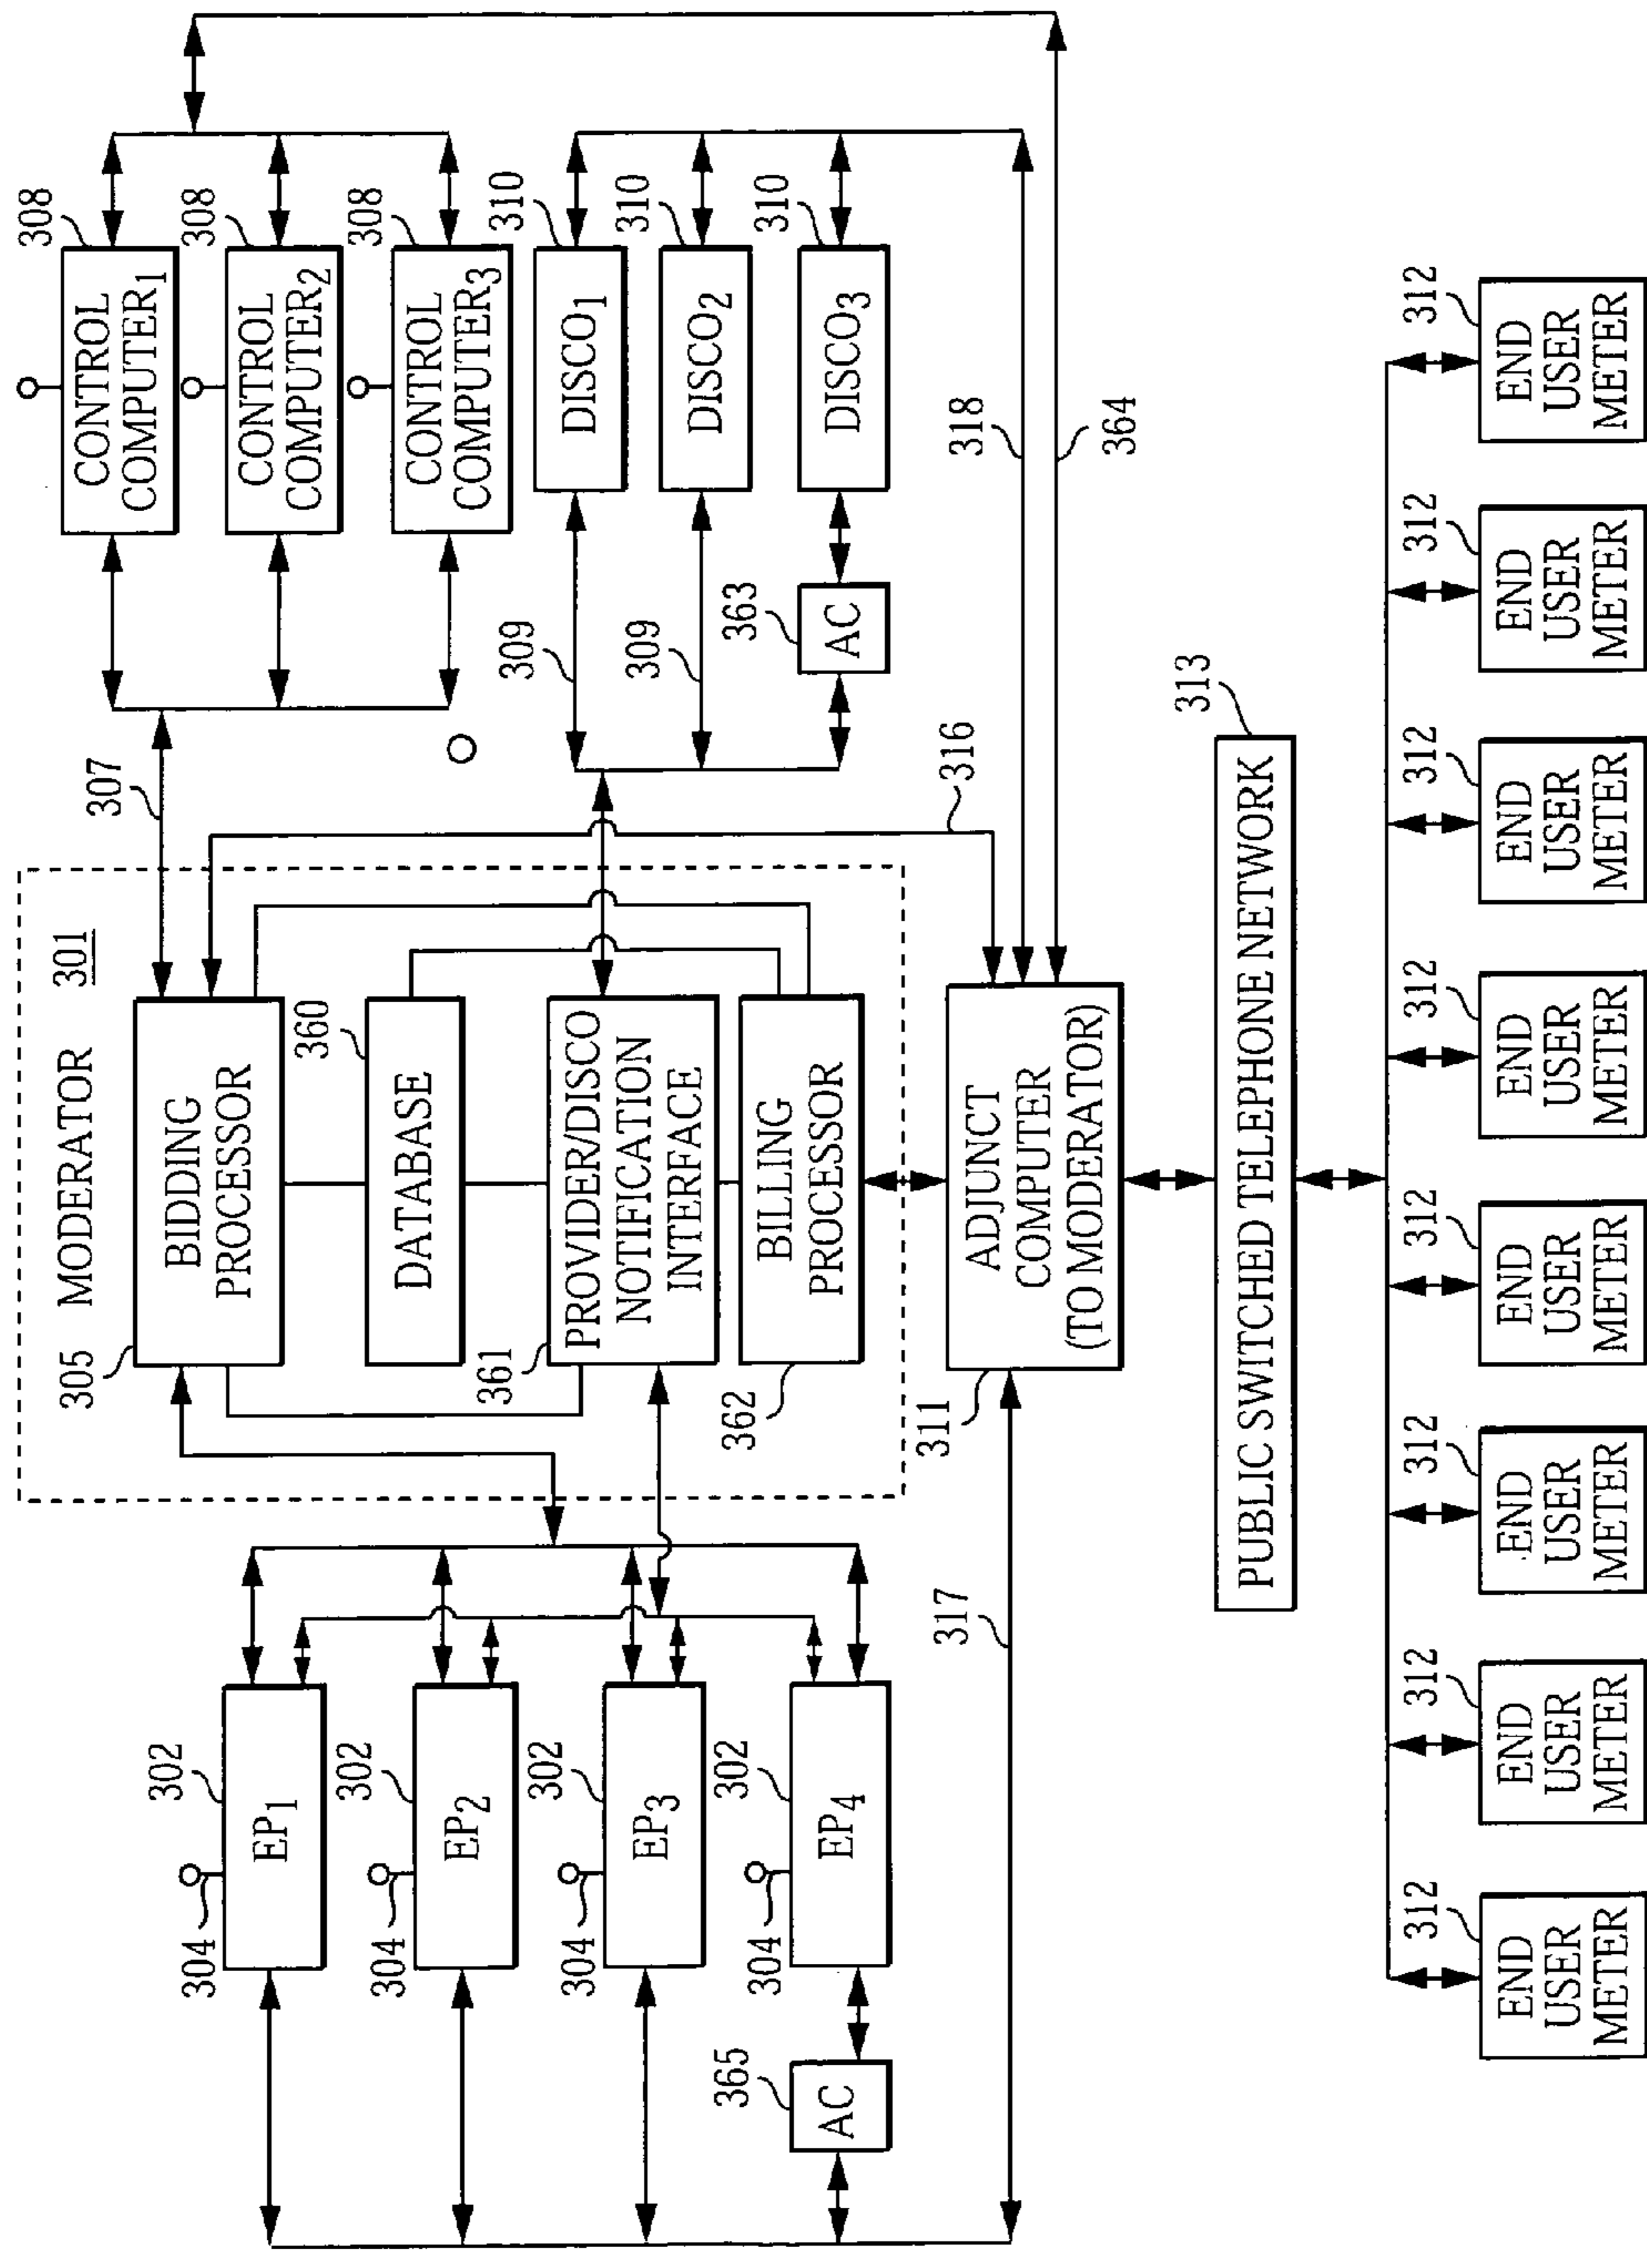 MODERATOR 301
305
BIDDING
PROCESSOR
360
DATABASE
361
PROVIDER/DISCO
NOTIFICATION
INTERFACE
362
BILLING
PROCESSOR
302
304
EP1
302
304
EP2
302
304
EP3
302
304
EP4
365
AC
317
307
308
CONTROL
COMPUTER1
308
CONTROL
COMPUTER2
308
CONTROL
COMPUTER3
309
310
DISCO1
309
310
DISCO2
363
AC
310
DISCO3
316
318
364
311
ADJUNCT
COMPUTER
(TO MODERATOR)
313
PUBLIC SWITCHED TELEPHONE NETWORK
312
END
USER
METER
312
END
USER
METER
312
END
USER
METER
312
END
USER
METER
312
END
USER
METER
312
END
USER
METER
312
END
USER
METER
312
END
USER
METER